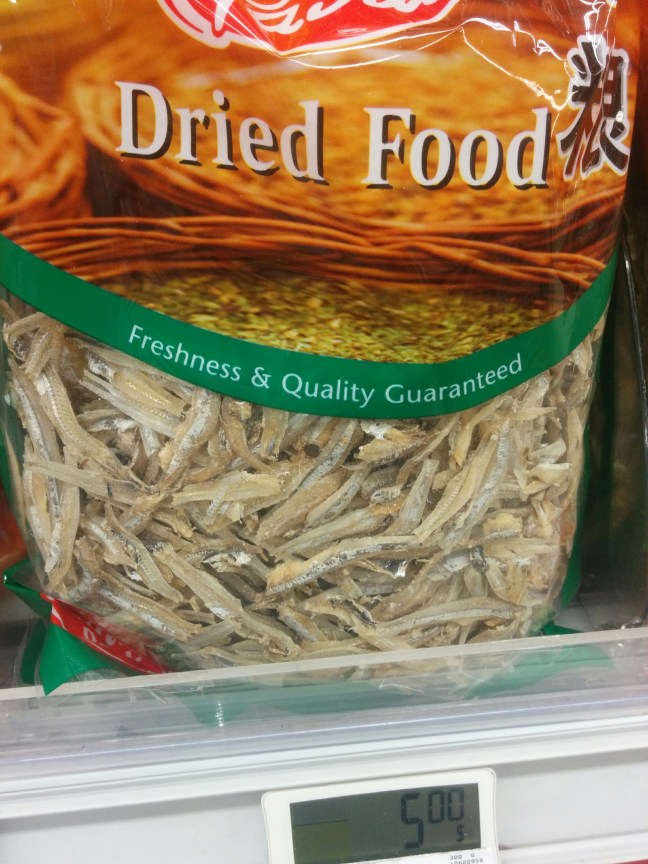 Dried Food
粮
Freshness & Quality Guaranteed
5 00
S